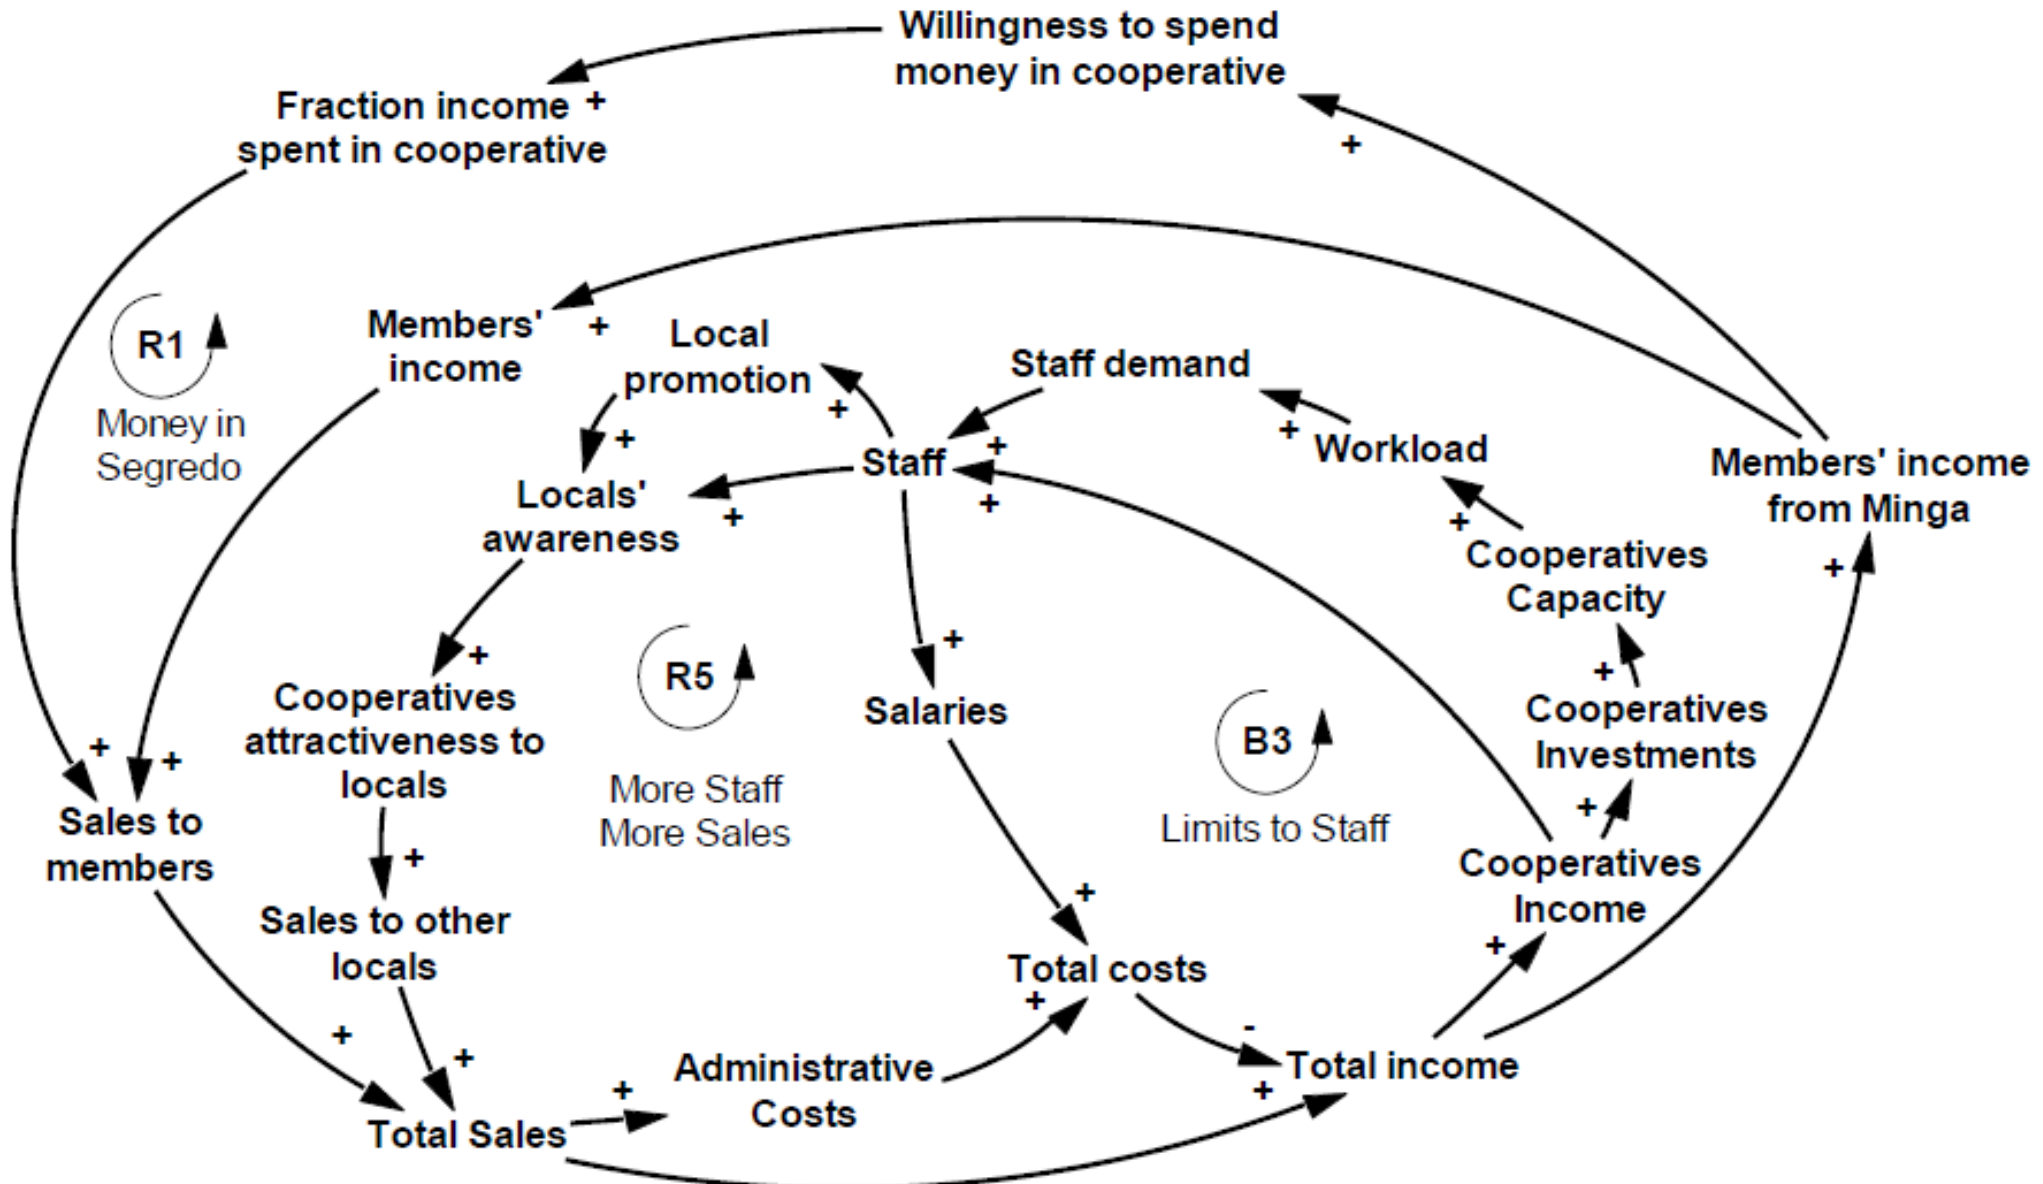 Willingness to spend
money in cooperative
+
Fraction income +
spent in cooperative
+
R1
Money in
Segredo
Members'
income
+
Local
promotion
+
Staff demand
+
Workload
+
Staff
+
+
+
Locals'
awareness
+
Members' income
from Minga
+
Cooperatives
Capacity
+
Cooperatives
Investments
+
R5
More Staff
More Sales
Salaries
+
B3
Limits to Staff
Cooperatives
attractiveness to
locals
+
+
+
Sales to
members
Cooperatives
Income
+
Sales to other
locals
+
Total costs
+
+
-
Total income
+
Administrative
Costs
+
Total Sales
+
+